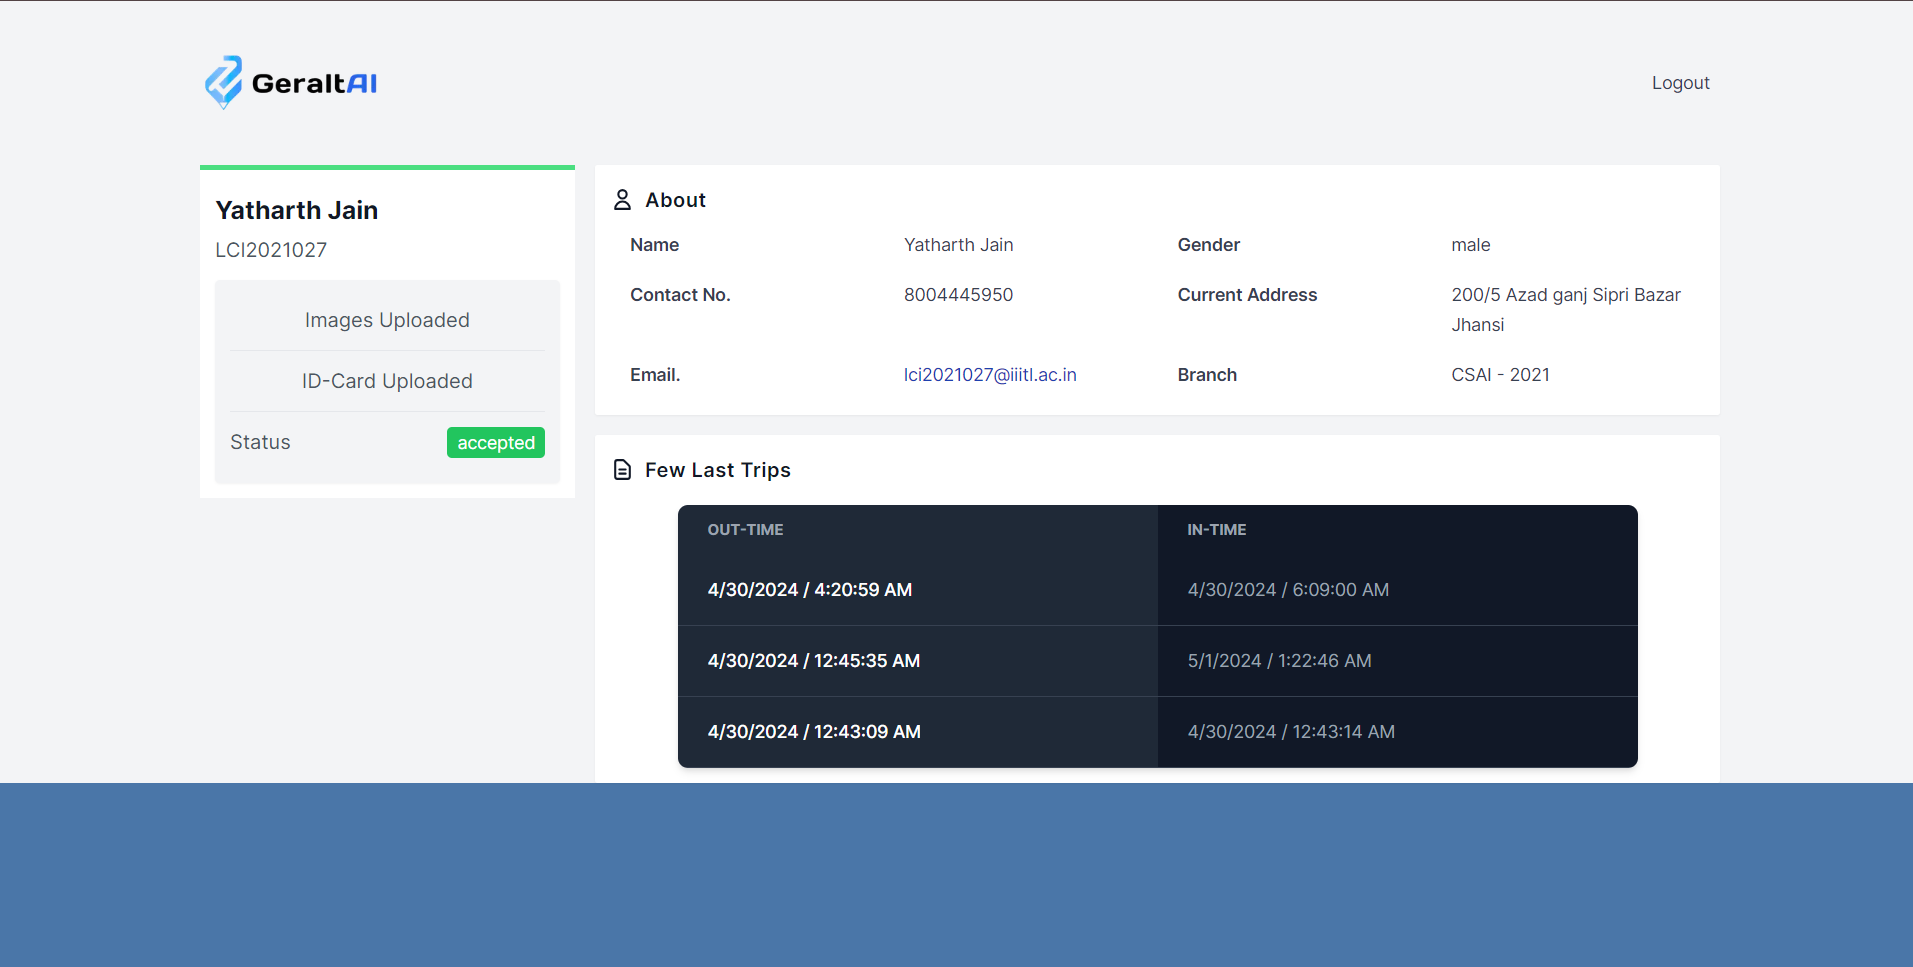 GeraltAI
Logout
Yatharth Jain
LCI2021027
Images Uploaded
ID-Card Uploaded
Status accepted
About
Name Yatharth Jain Gender male
Contact No. 8004445950 Current Address 200/5 Azad ganj Sipri Bazar
Jhansi
Email. lci2021027@iiitl.ac.in Branch CSAI - 2021
Few Last Trips
OUT-TIME IN-TIME
4/30/2024 / 4:20:59 AM 4/30/2024 / 6:09:00 AM
4/30/2024 / 12:45:35 AM 5/1/2024 / 1:22:46 AM
4/30/2024 / 12:43:09 AM 4/30/2024 / 12:43:14 AM